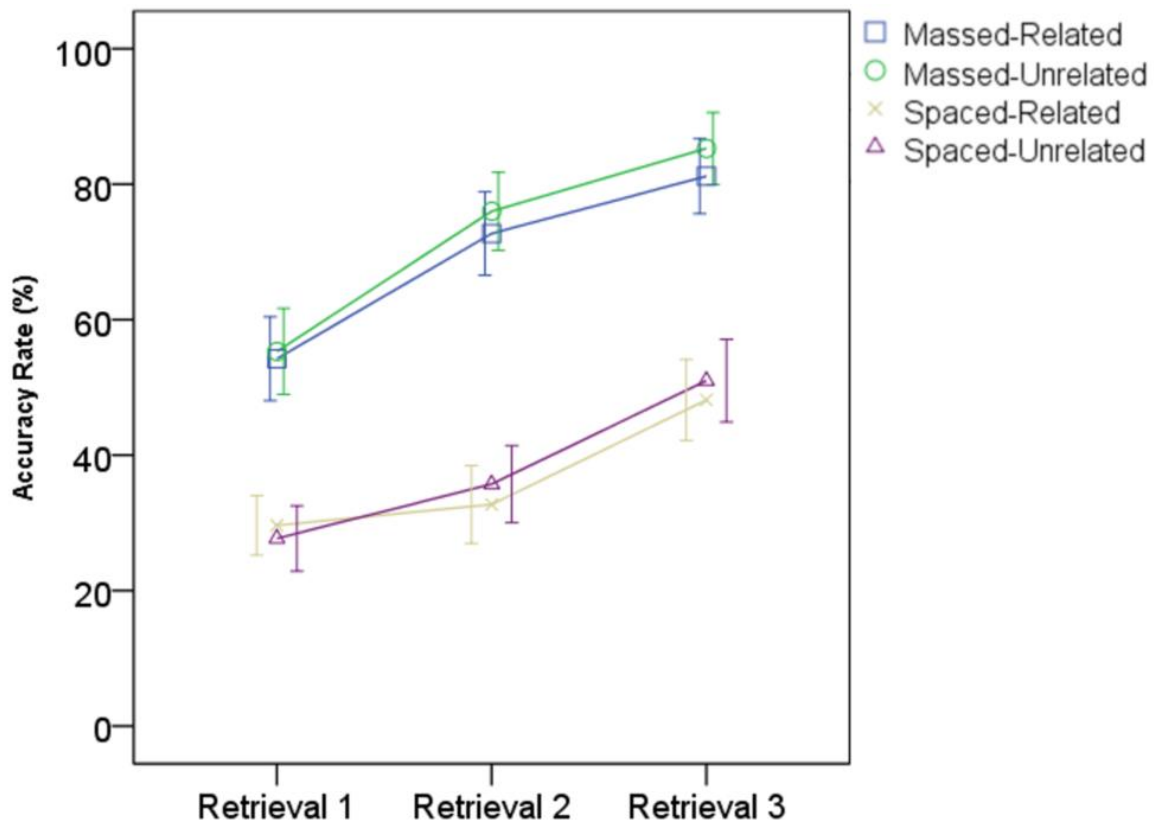 Massed-Related
Massed-Unrelated
Spaced-Related
Spaced-Unrelated
Accuracy Rate (%)
100
80
60
40
20
0
Retrieval 1 Retrieval 2 Retrieval 3